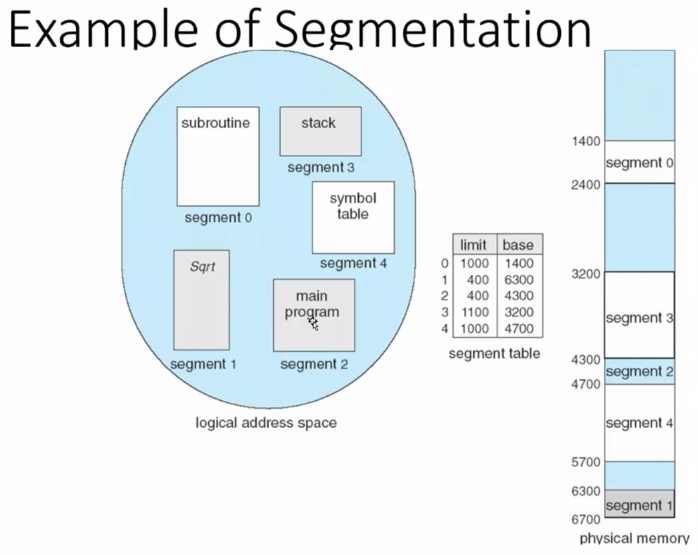 Example of Segmentation
subroutine
segment 0
stack
segment 3
symbol
table
segment 4
Sqrt
segment 1
main
program
segment 2
logical address space
limit base
0 1000 1400
1 400 6300
2 400 4300
3 1100 3200
4 1000 4700
segment table
1400
segment 0
2400
3200
segment 3
4300
segment 2
4700
segment 4
5700
6300
segment 1
6700
physical memory